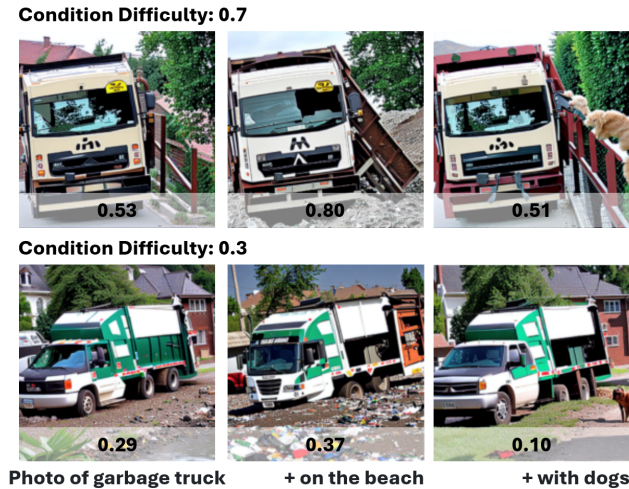 Condition Difficulty: 0.7
0.53 0.80 0.51
Condition Difficulty: 0.3
0.29 0.37 0.10
Photo of garbage truck + on the beach + with dogs